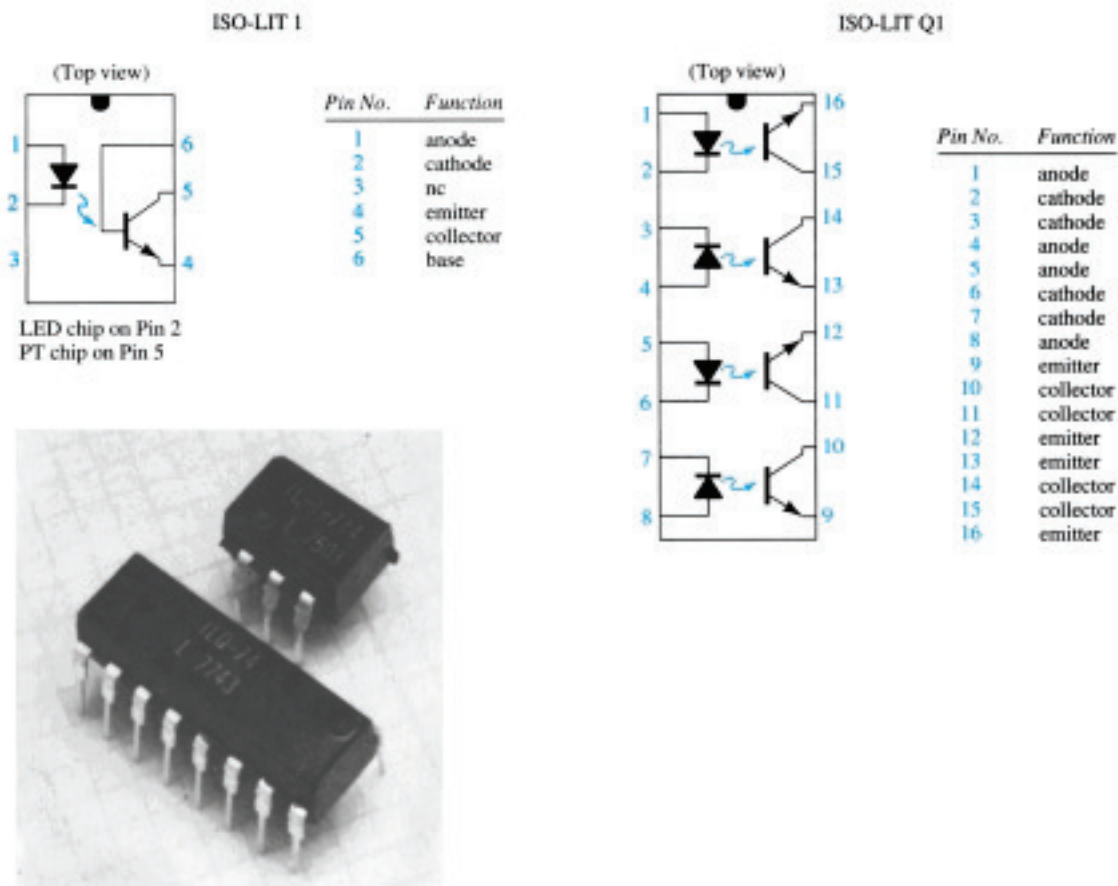 ISO-LIT 1
(Top view)
1
2
3
6
5
4
LED chip on Pin 2
PT chip on Pin 5
Pin No. Function
1 anode
2 cathode
3 nc
4 emitter
5 collector
6 base
ISO-LIT Q1
(Top view)
1
2
3
4
5
6
7
8
16
15
14
13
12
11
10
9
Pin No. Function
1 anode
2 cathode
3 cathode
4 anode
5 anode
6 cathode
7 cathode
8 anode
9 emitter
10 collector
11 collector
12 emitter
13 emitter
14 collector
15 collector
16 emitter
ILQ-74
I 7743